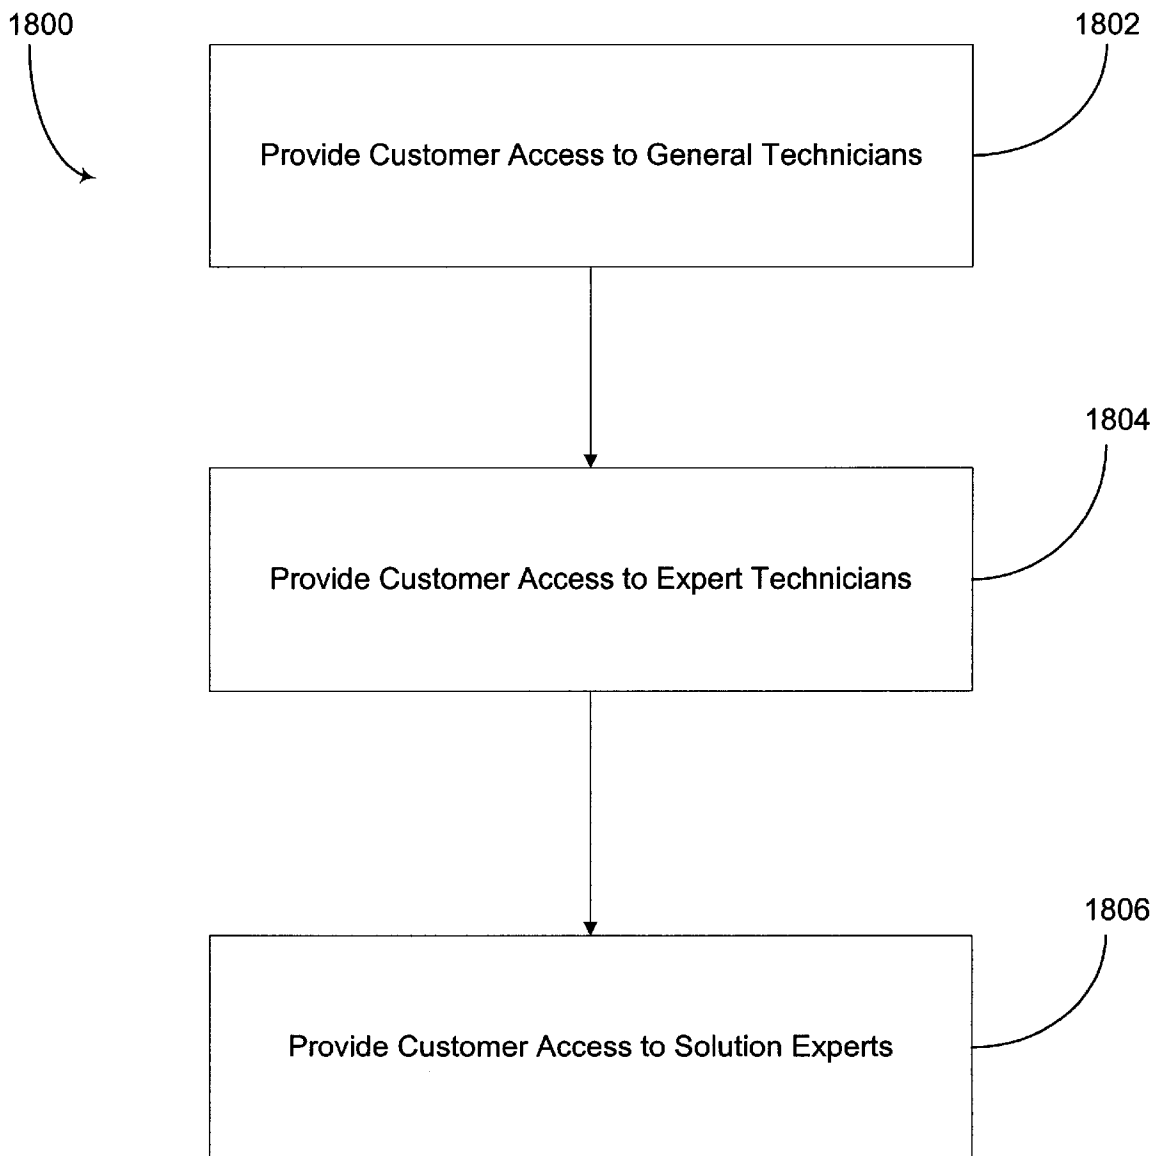 1800
1802
Provide Customer Access to General Technicians
1804
Provide Customer Access to Expert Technicians
1806
Provide Customer Access to Solution Experts